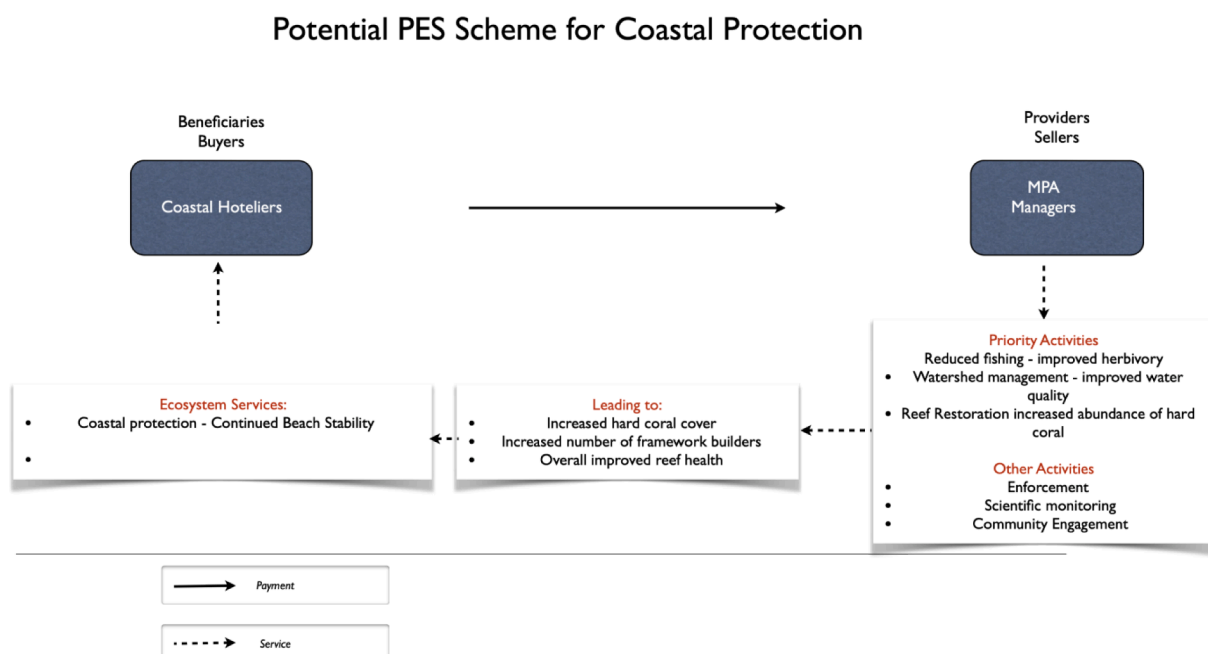 Potential PES Scheme for Coastal Protection
Beneficiaries
Buyers
Providers
Sellers
Coastal Hoteliers
MPA
Managers
Priority Activities
Reduced fishing - improved herbivory
• Watershed management - improved water
quality
• Reef Restoration increased abundance of hard
coral
Other Activities
• Enforcement
• Scientific monitoring
• Community Engagement
Leading to:
• Increased hard coral cover
• Increased number of framework builders
• Overall improved reef health
Ecosystem Services:
• Coastal protection - Continued Beach Stability
•
Payment
Service